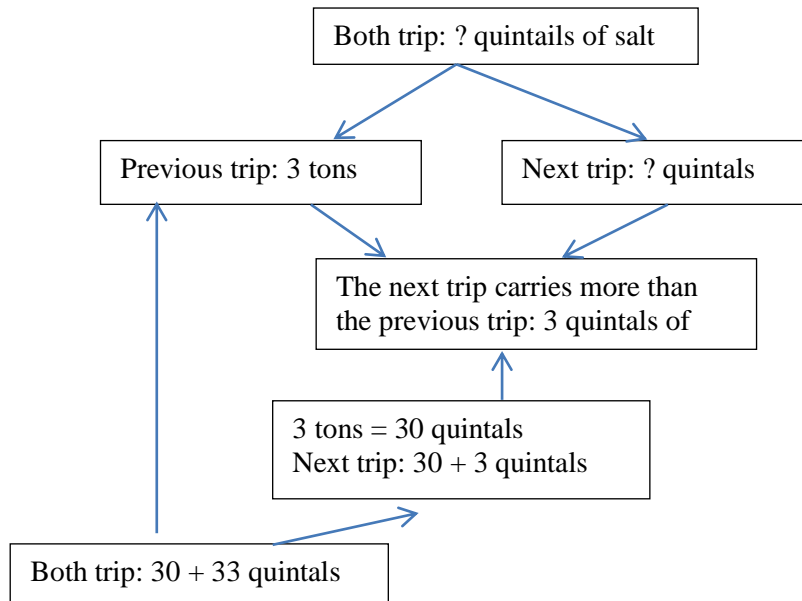 Both trip: ? quintails of salt
Previous trip: 3 tons
Next trip: ? quintals
The next trip carries more than
the previous trip: 3 quintals of
3 tons = 30 quintals
Next trip: 30 + 3 quintals
Both trip: 30 + 33 quintals